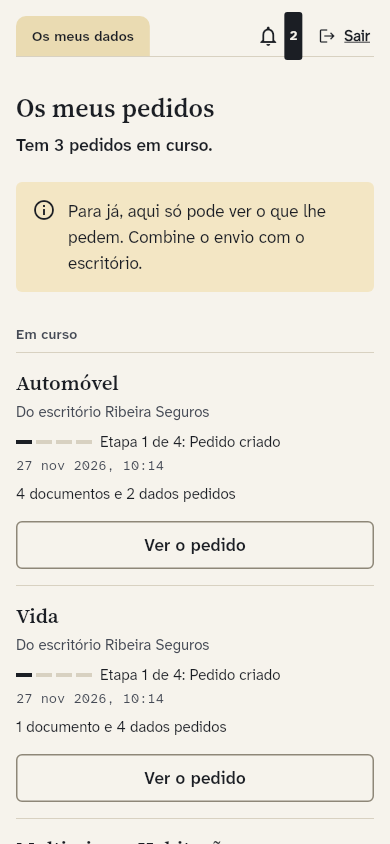 Os meus dados
2
Sair
Os meus pedidos
Tem 3 pedidos em curso.
Para já, aqui só pode ver o que lhe
pedem. Combine o envio com o
escritório.
Em curso
Automóvel
Do escritório Ribeira Seguros
Etapa 1 de 4: Pedido criado
27 nov 2026, 10:14
4 documentos e 2 dados pedidos
Ver o pedido
Vida
Do escritório Ribeira Seguros
Etapa 1 de 4: Pedido criado
27 nov 2026, 10:14
1 documento e 4 dados pedidos
Ver o pedido